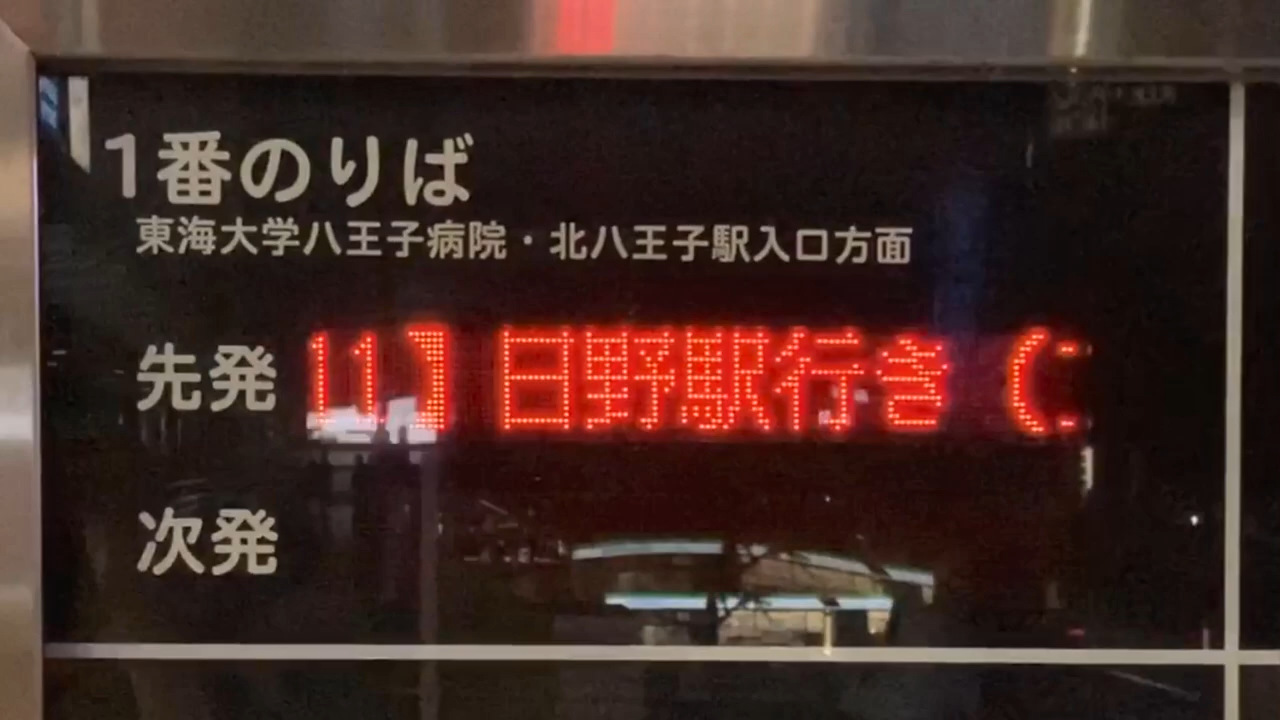 1番のりば
東海大学八王子病院・北八王子駅入口方面
先発 11】 日野駅行き (
次発